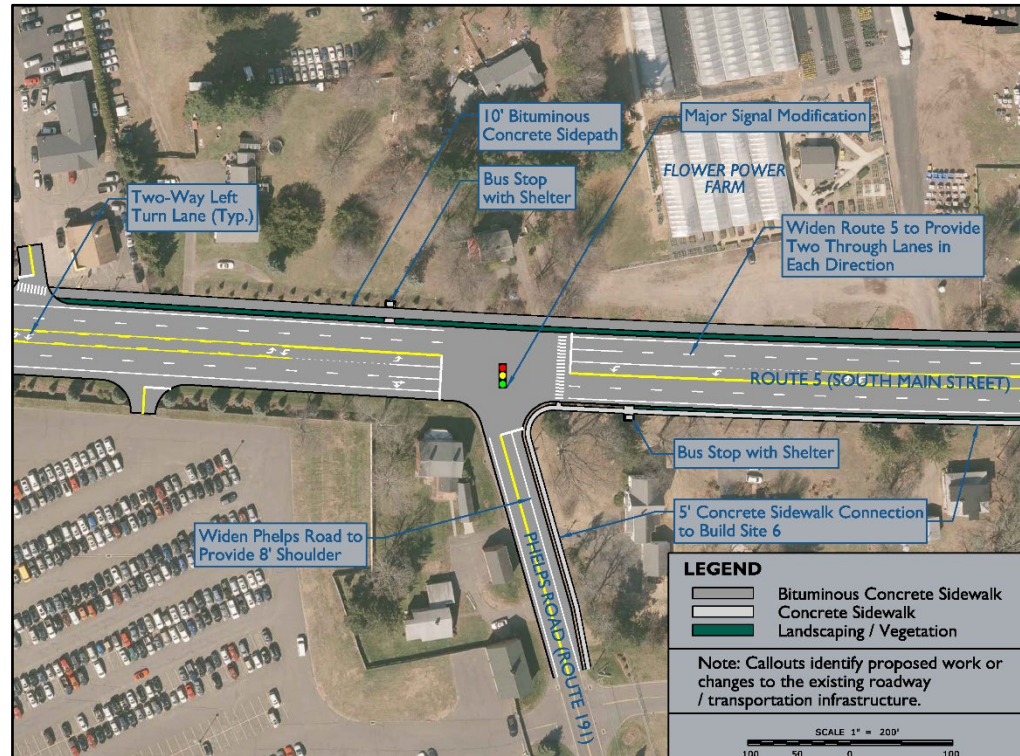 10' Bituminous
Concrete Sidepath
Major Signal Modification
FLOWER POWER
FARM
Two-Way Left
Turn Lane (Typ.)
Bus Stop
with Shelter
Widen Route 5 to Provide
Two Through Lanes in
Each Direction
ROUTE 5 (SOUTH MAIN STREET)
Bus Stop with Shelter
Widen Phelps Road to
Provide 8' Shoulder
5' Concrete Sidewalk Connection
to Build Site 6
PHELPS ROAD (ROUTE 191)
LEGEND
Bituminous Concrete Sidewalk
Concrete Sidewalk
Landscaping / Vegetation
Note: Callouts identify proposed work or
changes to the existing roadway
/ transportation infrastructure.
SCALE 1" = 200'
100 50 0 100